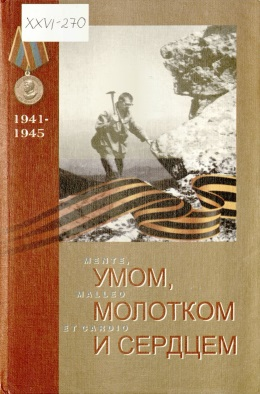 XXVI-270
1941-
1945
MENTE,
УМОМ,
MALLEO
МОЛОТКОМ
ET CARDIO
И СЕРДЦЕМ